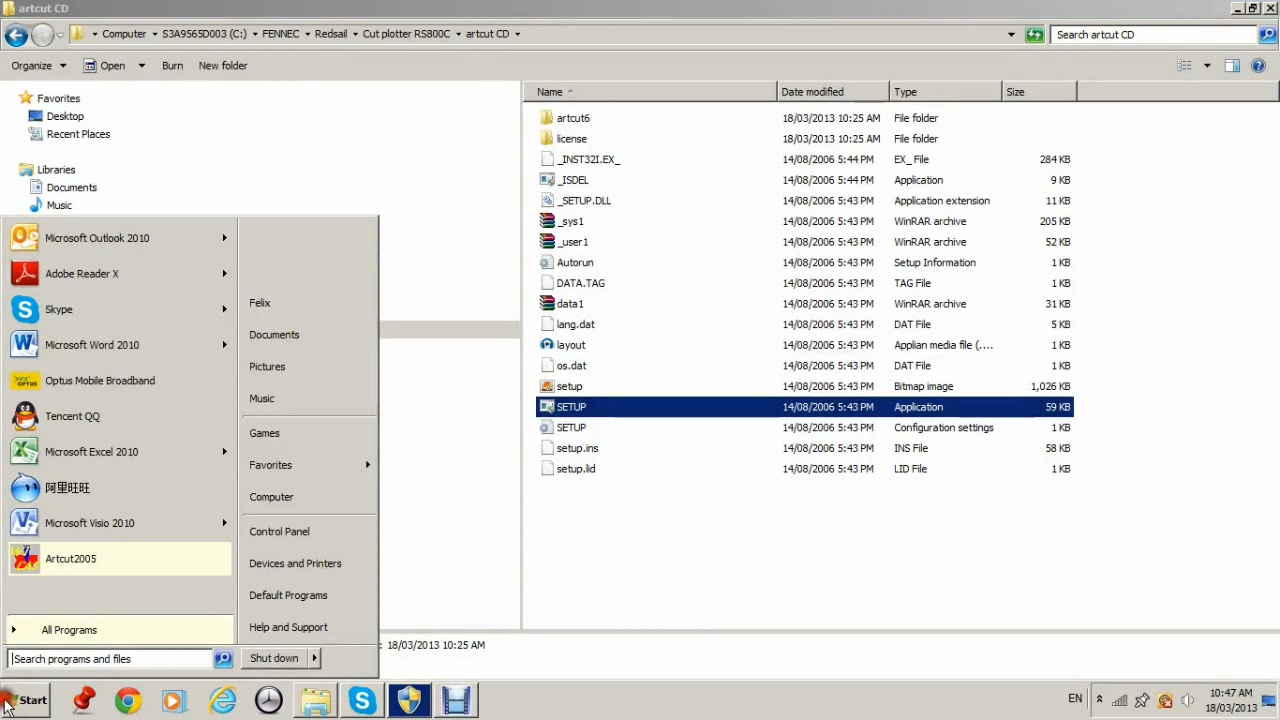 artcut CD
Computer S3A9565D003 (C:) FENNEC Redsail Cut plotter RS800C artcut CD
Search artcut CD
Organize Open Burn New folder
Favorites
Desktop
Recent Places
Libraries
Documents
Music
Name Date modified Type Size
artcut6 18/03/2013 10:25 AM File folder
license 18/03/2013 10:25 AM File folder
_INST32I.EX_ 14/08/2006 5:44 PM EX_ File 284 KB
_ISDEL 14/08/2006 5:44 PM Application 9 KB
_SETUP.DLL 14/08/2006 5:43 PM Application extension 11 KB
_sys1 14/08/2006 5:43 PM WinRAR archive 205 KB
_user1 14/08/2006 5:43 PM WinRAR archive 52 KB
Autorun 14/08/2006 5:43 PM Setup Information 1 KB
DATA.TAG 14/08/2006 5:43 PM TAG File 1 KB
data1 14/08/2006 5:43 PM WinRAR archive 31 KB
lang.dat 14/08/2006 5:43 PM DAT File 5 KB
layout 14/08/2006 5:43 PM Applian media file (.... 1 KB
os.dat 14/08/2006 5:43 PM DAT File 1 KB
setup 14/08/2006 5:43 PM Bitmap image 1,026 KB
SETUP 14/08/2006 5:43 PM Application 59 KB
SETUP 14/08/2006 5:43 PM Configuration settings 1 KB
setup.ins 14/08/2006 5:43 PM INS File 58 KB
setup.lid 14/08/2006 5:43 PM LID File 1 KB
: 18/03/2013 10:25 AM
Microsoft Outlook 2010
Adobe Reader X
Skype
Microsoft Word 2010
Optus Mobile Broadband
Tencent QQ
Microsoft Excel 2010
阿里旺旺
Microsoft Visio 2010
Artcut2005
All Programs
Search programs and files
Felix
Documents
Pictures
Music
Games
Favorites
Computer
Control Panel
Devices and Printers
Default Programs
Help and Support
Shut down
Start
EN
10:47 AM
18/03/2013